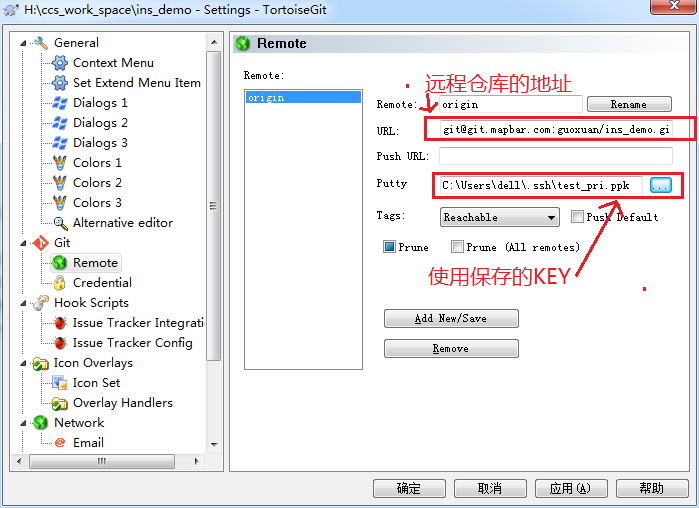 H:\ccs_work_space\ins_demo - Settings - TortoiseGit
General
Context Menu
Set Extend Menu Item
Dialogs 1
Dialogs 2
Dialogs 3
Colors 1
Colors 2
Colors 3
Alternative editor
Git
Remote
Credential
Hook Scripts
Issue Tracker Integrati
Issue Tracker Config
Icon Overlays
Icon Set
Overlay Handlers
Network
Email
Remote
Remote:
origin
远程仓库的地址
Remote: origin Rename
URL: git@git.mapbar.com:guoxuan/ins_demo.gi
Push URL:
Putty C:\Users\dell\.ssh\test_pri.ppk ...
Tags: Reachable Push Default
Prune Prune (All remotes)
使用保存的KEY
Add New/Save
Remove
确定 取消 应用(A) 帮助